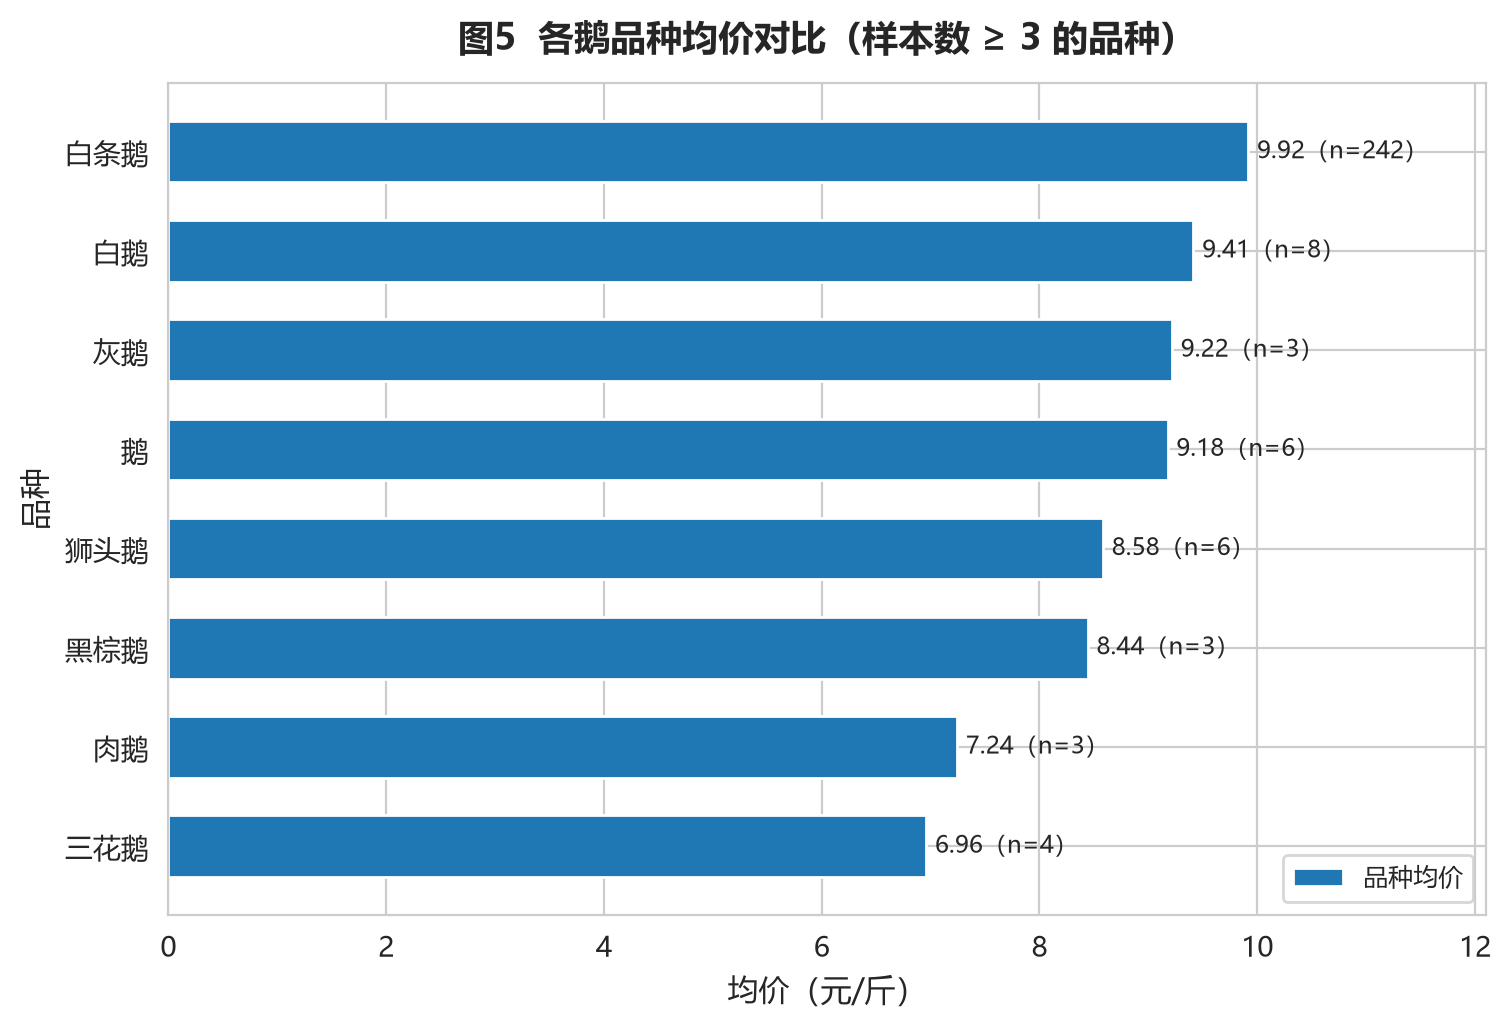 图5  各鹅品种均价对比（样本数 ≥ 3 的品种）
品种
白条鹅
9.92（n=242）
白鹅
9.41（n=8）
灰鹅
9.22（n=3）
鹅
9.18（n=6）
狮头鹅
8.58（n=6）
黑棕鹅
8.44（n=3）
肉鹅
7.24（n=3）
三花鹅
6.96（n=4）
品种均价
0 2 4 6 8 10 12
均价（元/斤）